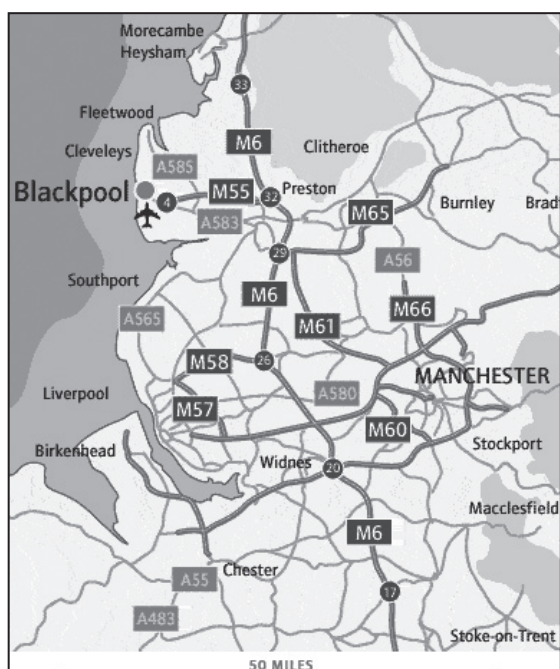 Morecambe
Heysham
33
Fleetwood
M6
Clitheroe
Cleveleys
A585
Blackpool
M55
Preston
4
32
M65
Burnley
Brad
A583
29
A56
Southport
M6
M66
A565
M61
M58
26
MANCHESTER
A580
Liverpool
M57
M60
Birkenhead
Stockport
Widnes
20
Macclesfield
M6
A55
Chester
17
A483
Stoke-on-Trent
50 MILES